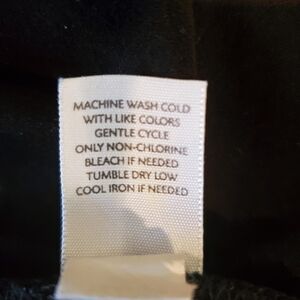 MACHINE WASH COLD
WITH LIKE COLORS
GENTLE CYCLE
ONLY NON-CHLORINE
BLEACH IF NEEDED
TUMBLE DRY LOW
COOL IRON IF NEEDED